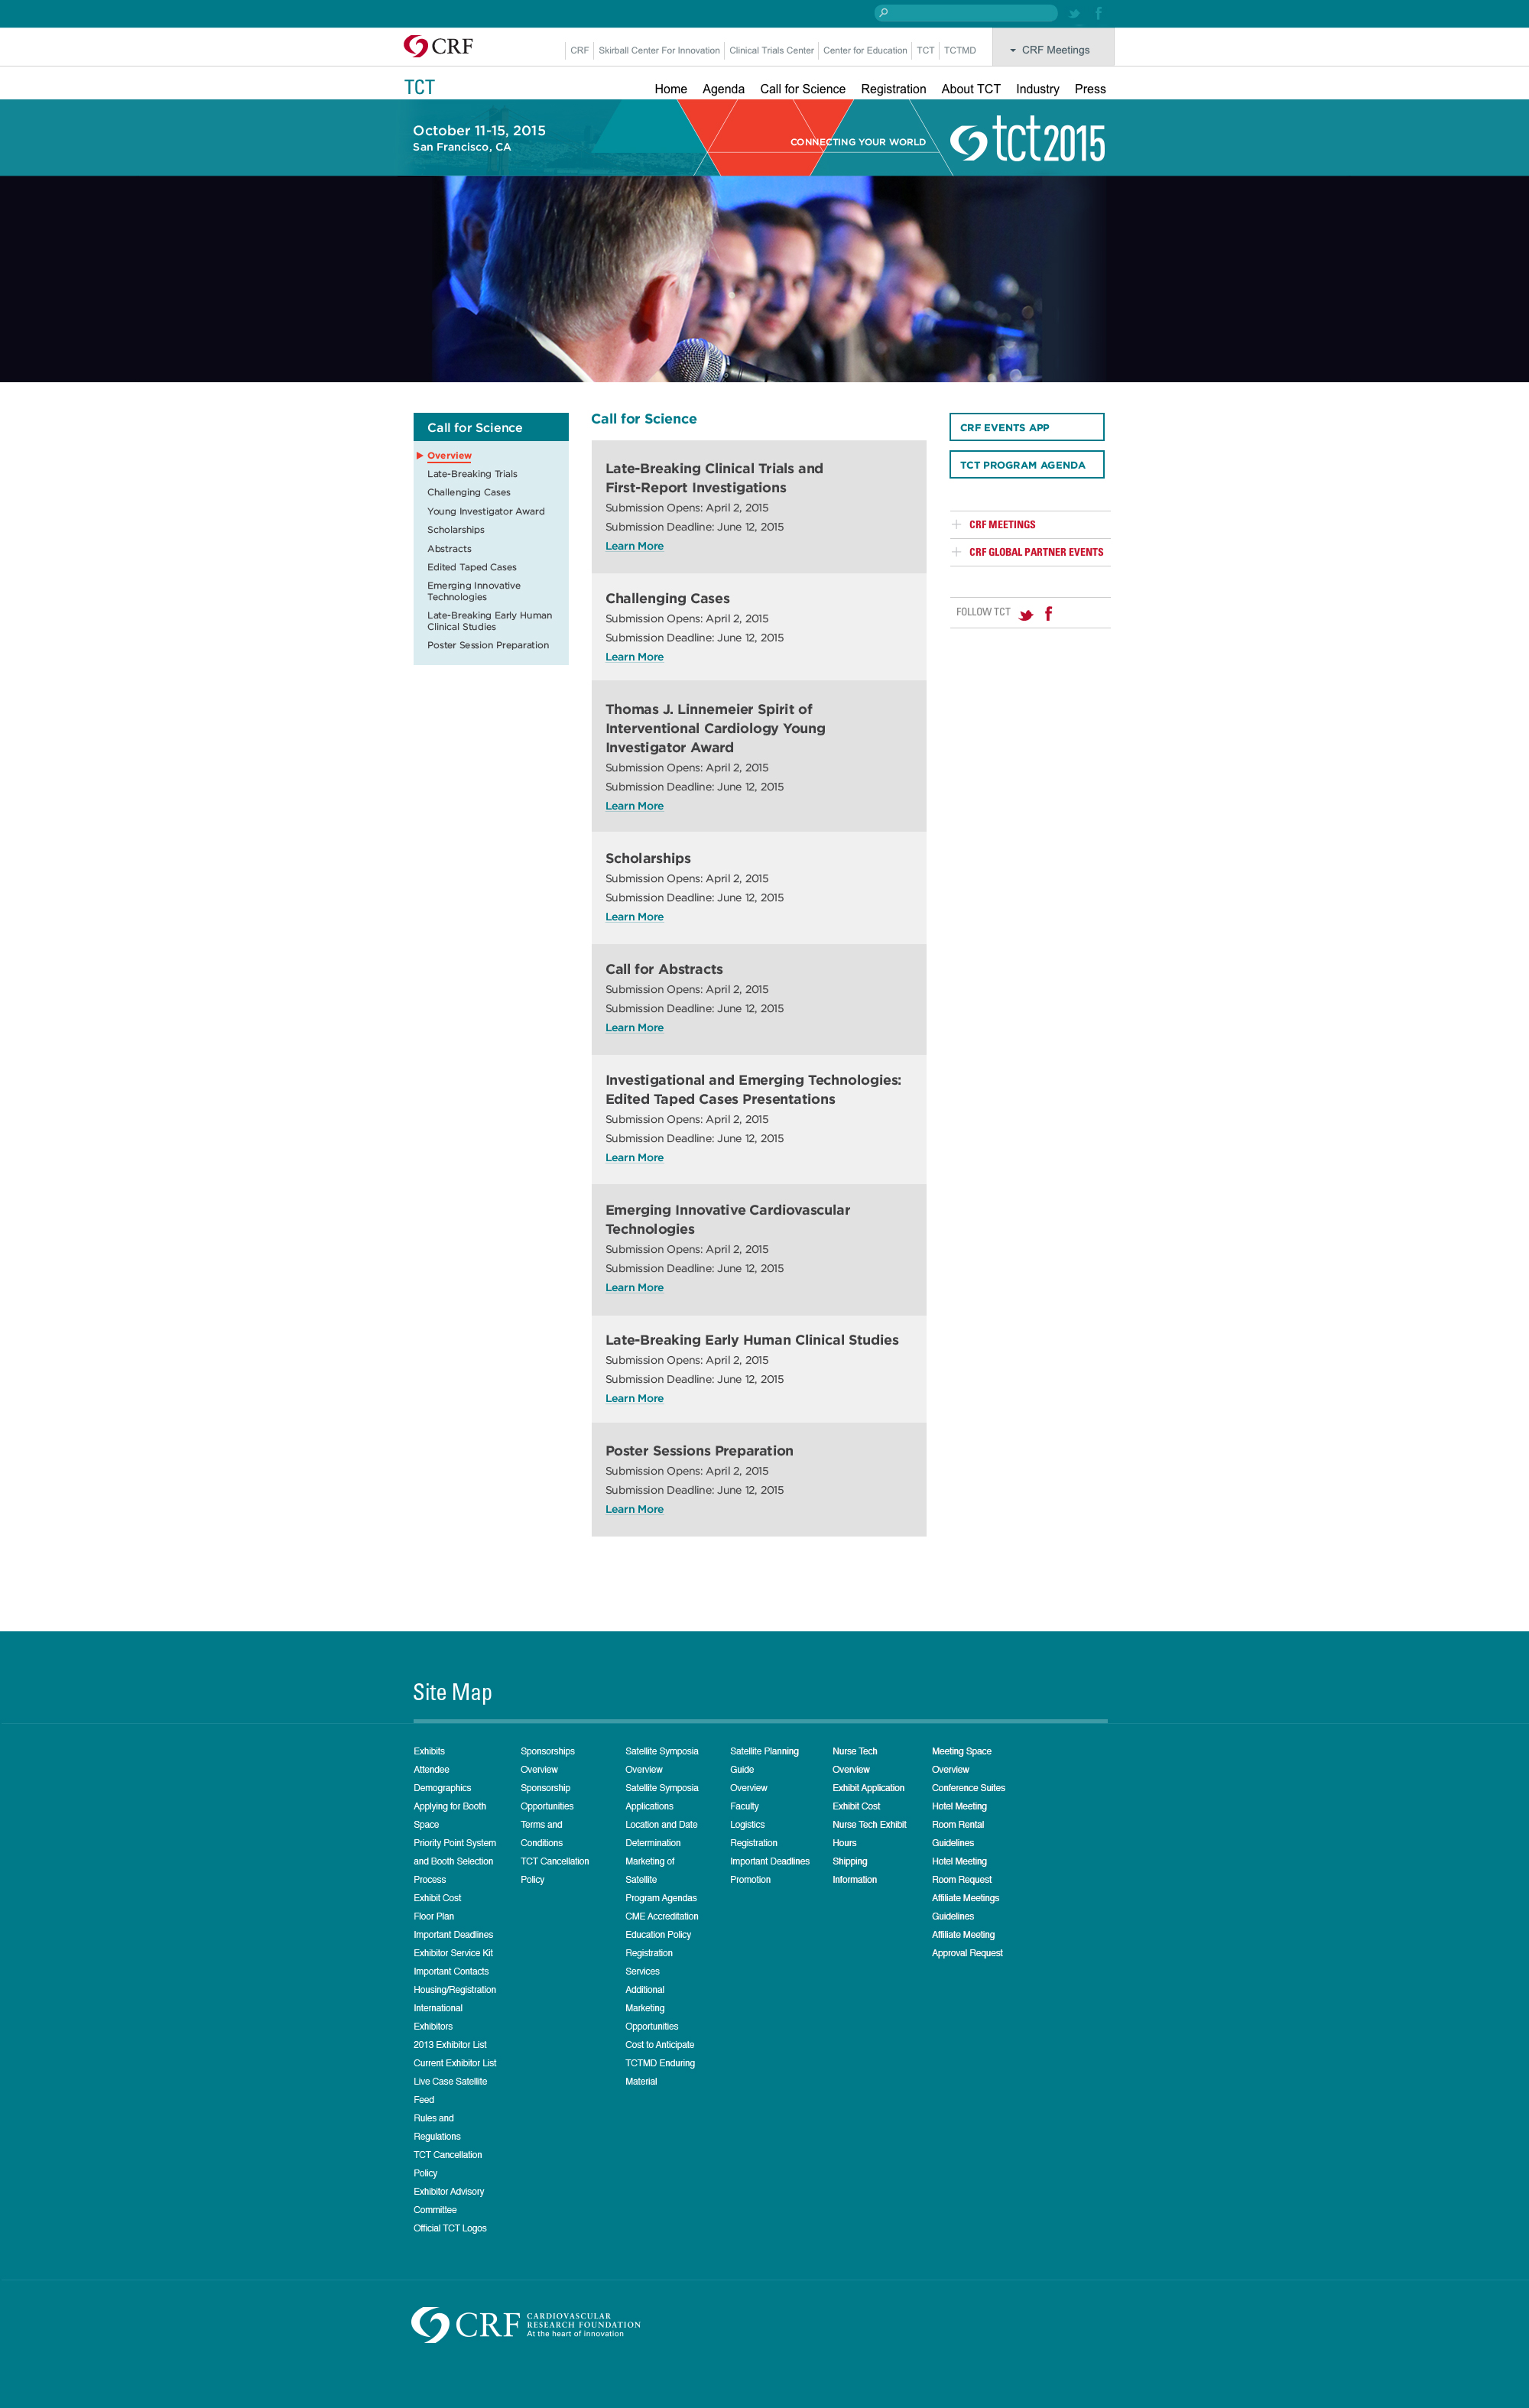 CRF
CRF
Skirball Center For Innovation
Clinical Trials Center
Center for Education
TCT
TCTMD
CRF Meetings
TCT
Home
Agenda
Call for Science
Registration
About TCT
Industry
Press
October 11-15, 2015
San Francisco, CA
CONNECTING YOUR WORLD
tct2015
Call for Science
Overview
Late-Breaking Trials
Challenging Cases
Young Investigator Award
Scholarships
Abstracts
Edited Taped Cases
Emerging Innovative
Technologies
Late-Breaking Early Human
Clinical Studies
Poster Session Preparation
Call for Science
Late-Breaking Clinical Trials and
First-Report Investigations
Submission Opens: April 2, 2015
Submission Deadline: June 12, 2015
Learn More
Challenging Cases
Submission Opens: April 2, 2015
Submission Deadline: June 12, 2015
Learn More
Thomas J. Linnemeier Spirit of
Interventional Cardiology Young
Investigator Award
Submission Opens: April 2, 2015
Submission Deadline: June 12, 2015
Learn More
Scholarships
Submission Opens: April 2, 2015
Submission Deadline: June 12, 2015
Learn More
Call for Abstracts
Submission Opens: April 2, 2015
Submission Deadline: June 12, 2015
Learn More
Investigational and Emerging Technologies:
Edited Taped Cases Presentations
Submission Opens: April 2, 2015
Submission Deadline: June 12, 2015
Learn More
Emerging Innovative Cardiovascular
Technologies
Submission Opens: April 2, 2015
Submission Deadline: June 12, 2015
Learn More
Late-Breaking Early Human Clinical Studies
Submission Opens: April 2, 2015
Submission Deadline: June 12, 2015
Learn More
Poster Sessions Preparation
Submission Opens: April 2, 2015
Submission Deadline: June 12, 2015
Learn More
CRF EVENTS APP
TCT PROGRAM AGENDA
CRF MEETINGS
CRF GLOBAL PARTNER EVENTS
FOLLOW TCT
Site Map
Exhibits
Attendee
Demographics
Applying for Booth
Space
Priority Point System
and Booth Selection
Process
Exhibit Cost
Floor Plan
Important Deadlines
Exhibitor Service Kit
Important Contacts
Housing/Registration
International
Exhibitors
2013 Exhibitor List
Current Exhibitor List
Live Case Satellite
Feed
Rules and
Regulations
TCT Cancellation
Policy
Exhibitor Advisory
Committee
Official TCT Logos
Sponsorships
Overview
Sponsorship
Opportunities
Terms and
Conditions
TCT Cancellation
Policy
Satellite Symposia
Overview
Satellite Symposia
Applications
Location and Date
Determination
Marketing of
Satellite
Program Agendas
CME Accreditation
Education Policy
Registration
Services
Additional
Marketing
Opportunities
Cost to Anticipate
TCTMD Enduring
Material
Satellite Planning
Guide
Overview
Faculty
Logistics
Registration
Important Deadlines
Promotion
Nurse Tech
Overview
Exhibit Application
Exhibit Cost
Nurse Tech Exhibit
Hours
Shipping
Information
Meeting Space
Overview
Conference Suites
Hotel Meeting
Room Rental
Guidelines
Hotel Meeting
Room Request
Affiliate Meetings
Guidelines
Affiliate Meeting
Approval Request
CRF
CARDIOVASCULAR
RESEARCH FOUNDATION
At the heart of innovation